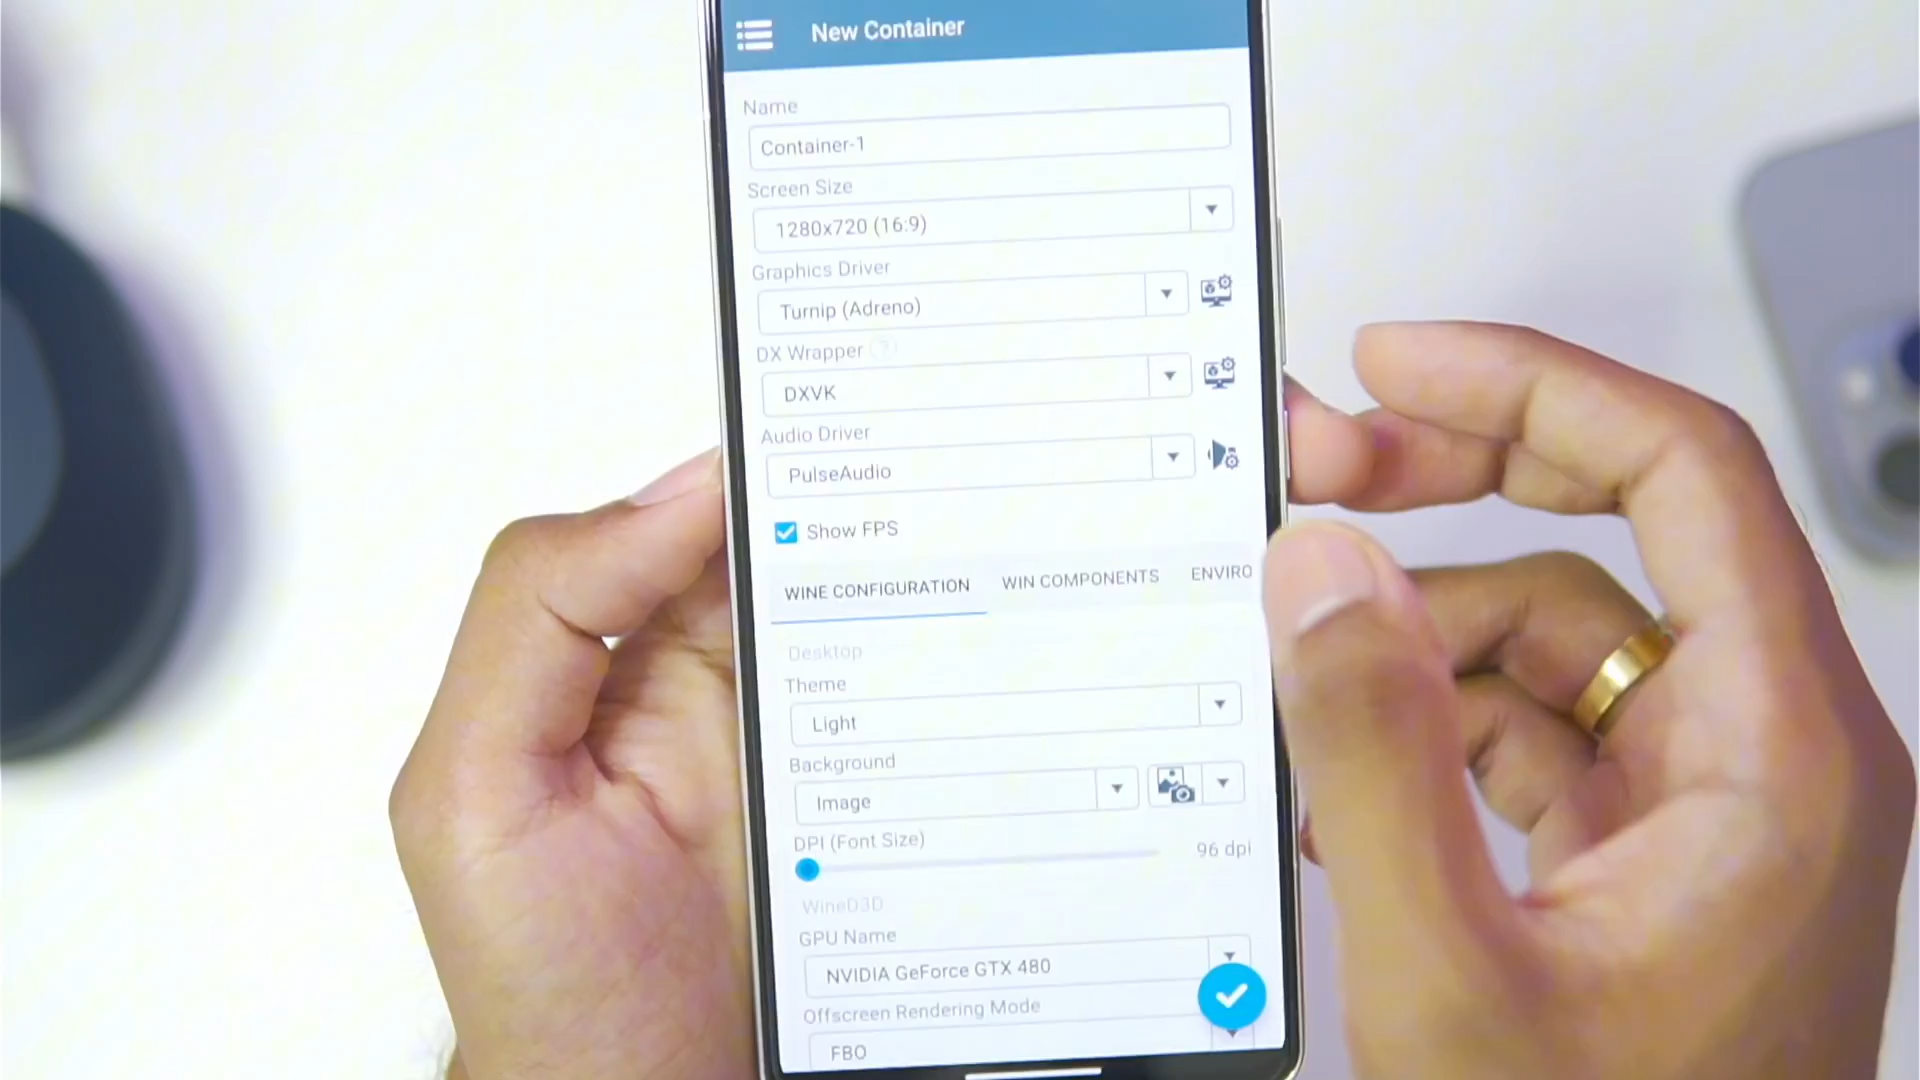 New Container
Name
Container-1
Screen Size
1280x720 (16:9)
Graphics Driver
Turnip (Adreno)
DX Wrapper ?
DXVK
Audio Driver
PulseAudio
Show FPS
WINE CONFIGURATION WIN COMPONENTS ENVIRO
Desktop
Theme
Light
Background
Image
DPI (Font Size)
96 dpi
WineD3D
GPU Name
NVIDIA GeForce GTX 480
Offscreen Rendering Mode
FBO